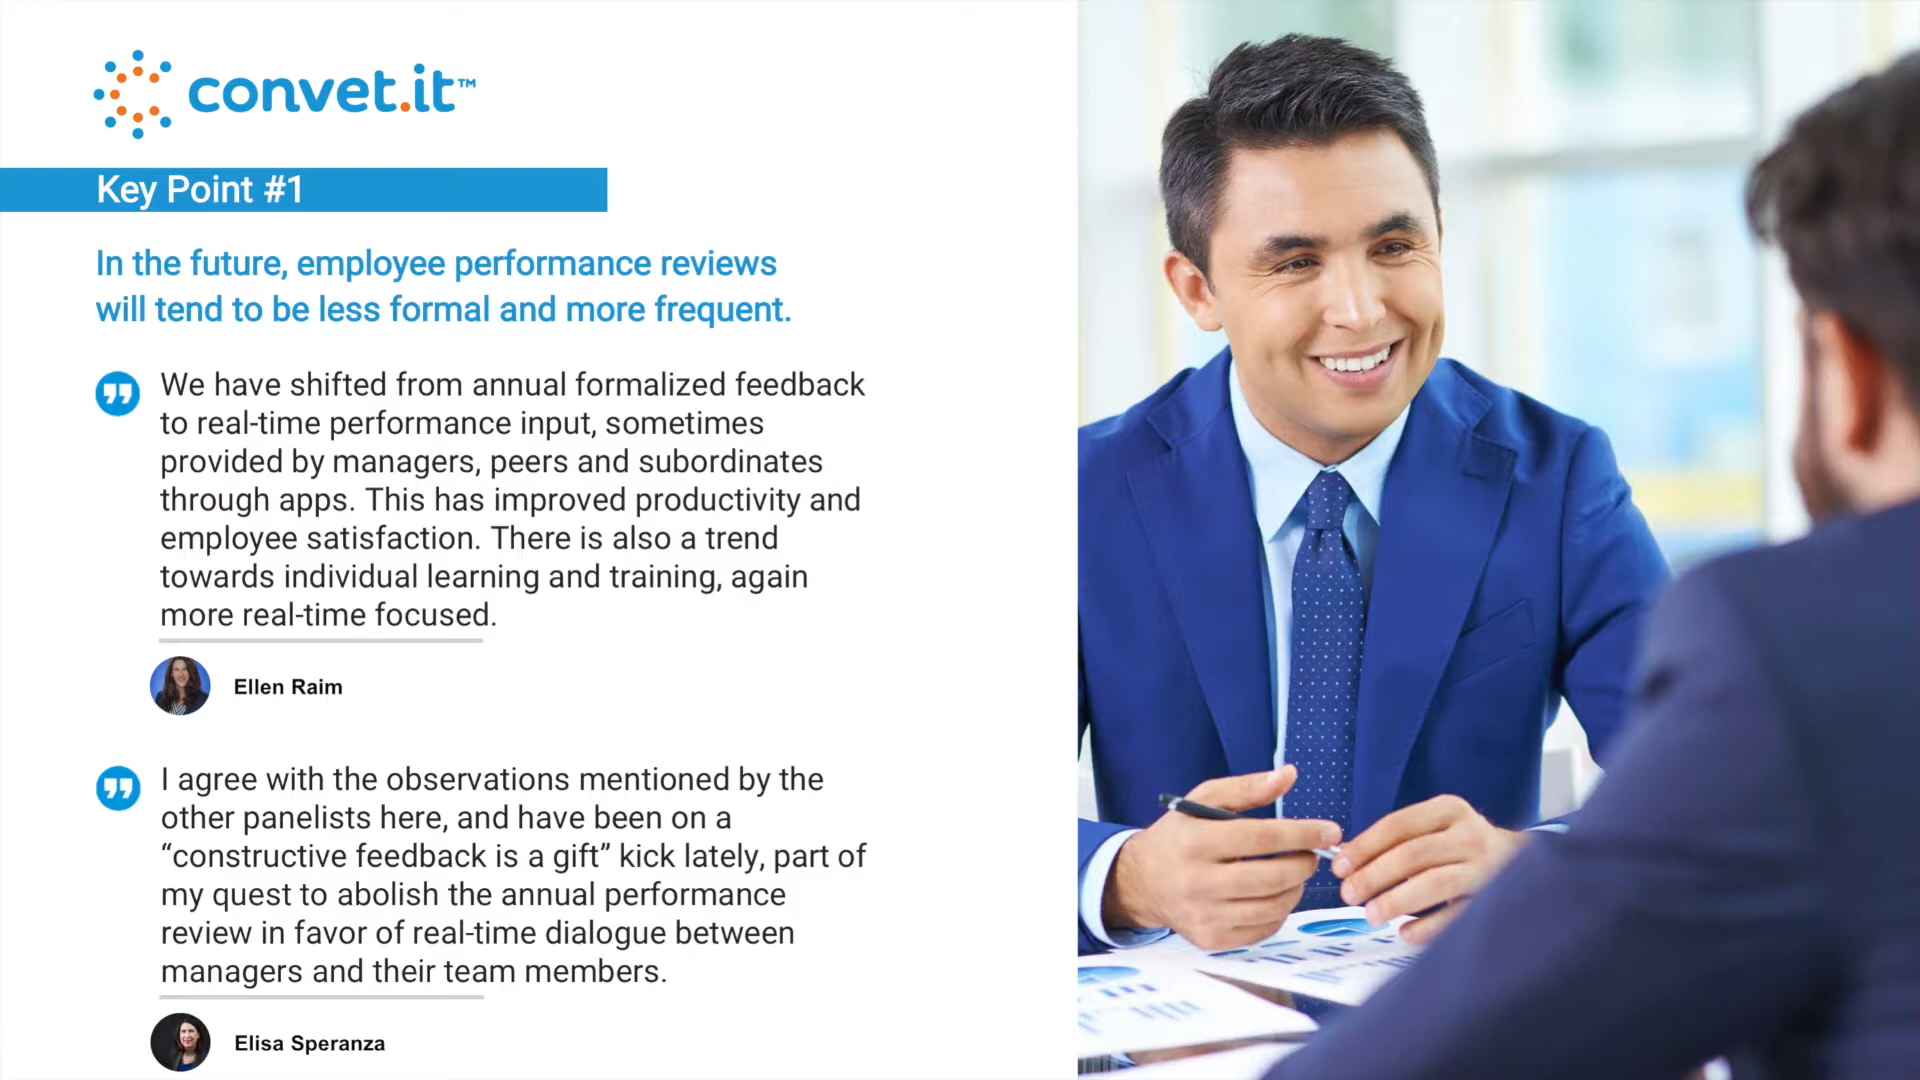 convet.it™
Key Point #1
In the future, employee performance reviews
will tend to be less formal and more frequent.
We have shifted from annual formalized feedback
to real-time performance input, sometimes
provided by managers, peers and subordinates
through apps. This has improved productivity and
employee satisfaction. There is also a trend
towards individual learning and training, again
more real-time focused.
Ellen Raim
I agree with the observations mentioned by the
other panelists here, and have been on a
“constructive feedback is a gift” kick lately, part of
my quest to abolish the annual performance
review in favor of real-time dialogue between
managers and their team members.
Elisa Speranza